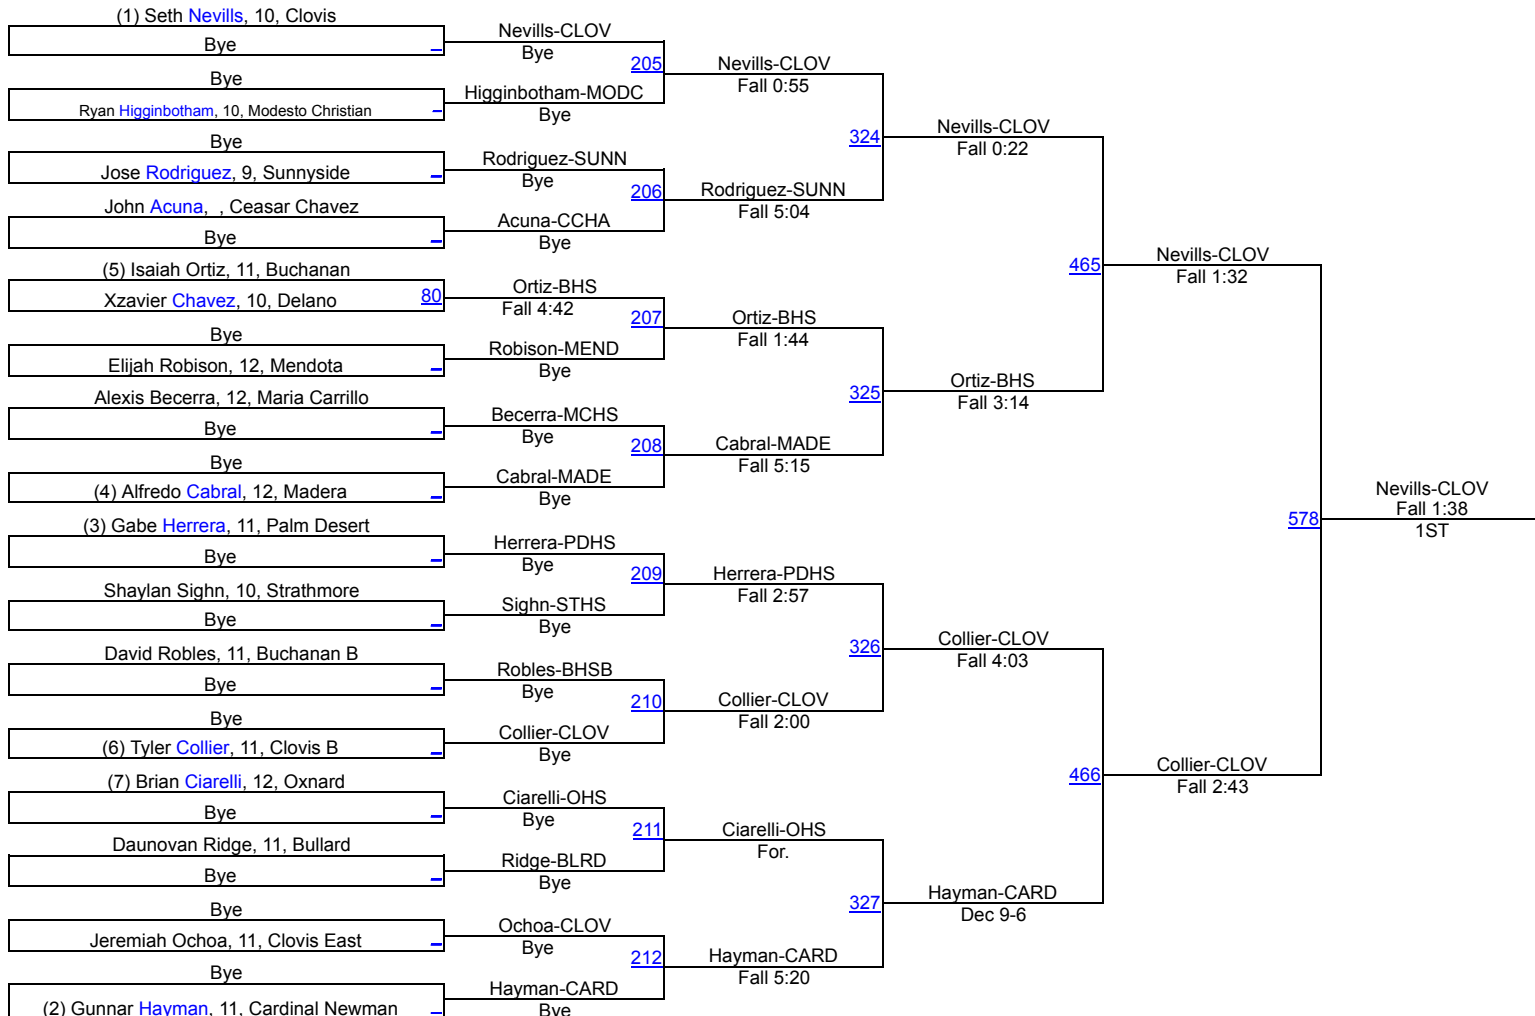 (1) Seth Nevills, 10, Clovis
Bye
Bye
Ryan Higginbotham, 10, Modesto Christian
Bye
Jose Rodriguez, 9, Sunnyside
John Acuna, , Ceasar Chavez
Bye
(5) Isaiah Ortiz, 11, Buchanan
Xzavier Chavez, 10, Delano
80
Bye
Elijah Robison, 12, Mendota
Alexis Becerra, 12, Maria Carrillo
Bye
Bye
(4) Alfredo Cabral, 12, Madera
(3) Gabe Herrera, 11, Palm Desert
Bye
Shaylan Sighn, 10, Strathmore
Bye
David Robles, 11, Buchanan B
Bye
Bye
(6) Tyler Collier, 11, Clovis B
(7) Brian Ciarelli, 12, Oxnard
Bye
Daunovan Ridge, 11, Bullard
Bye
Bye
Jeremiah Ochoa, 11, Clovis East
Bye
(2) Gunnar Hayman, 11, Cardinal Newman
Nevills-CLOV
Bye
205
Higginbotham-MODC
Bye
Rodriguez-SUNN
Bye
206
Acuna-CCHA
Bye
Ortiz-BHS
Fall 4:42
207
Robison-MEND
Bye
Becerra-MCHS
Bye
208
Cabral-MADE
Bye
Herrera-PDHS
Bye
209
Sighn-STHS
Bye
Robles-BHSB
Bye
210
Collier-CLOV
Bye
Ciarelli-OHS
Bye
211
Ridge-BLRD
Bye
Ochoa-CLOV
Bye
212
Hayman-CARD
Bye
Nevills-CLOV
Fall 0:55
324
Rodriguez-SUNN
Fall 5:04
Ortiz-BHS
Fall 1:44
325
Cabral-MADE
Fall 5:15
Herrera-PDHS
Fall 2:57
326
Collier-CLOV
Fall 2:00
Ciarelli-OHS
For.
327
Hayman-CARD
Fall 5:20
Nevills-CLOV
Fall 0:22
465
Ortiz-BHS
Fall 3:14
Collier-CLOV
Fall 4:03
466
Hayman-CARD
Dec 9-6
Nevills-CLOV
Fall 1:32
578
Collier-CLOV
Fall 2:43
Nevills-CLOV
Fall 1:38
1ST